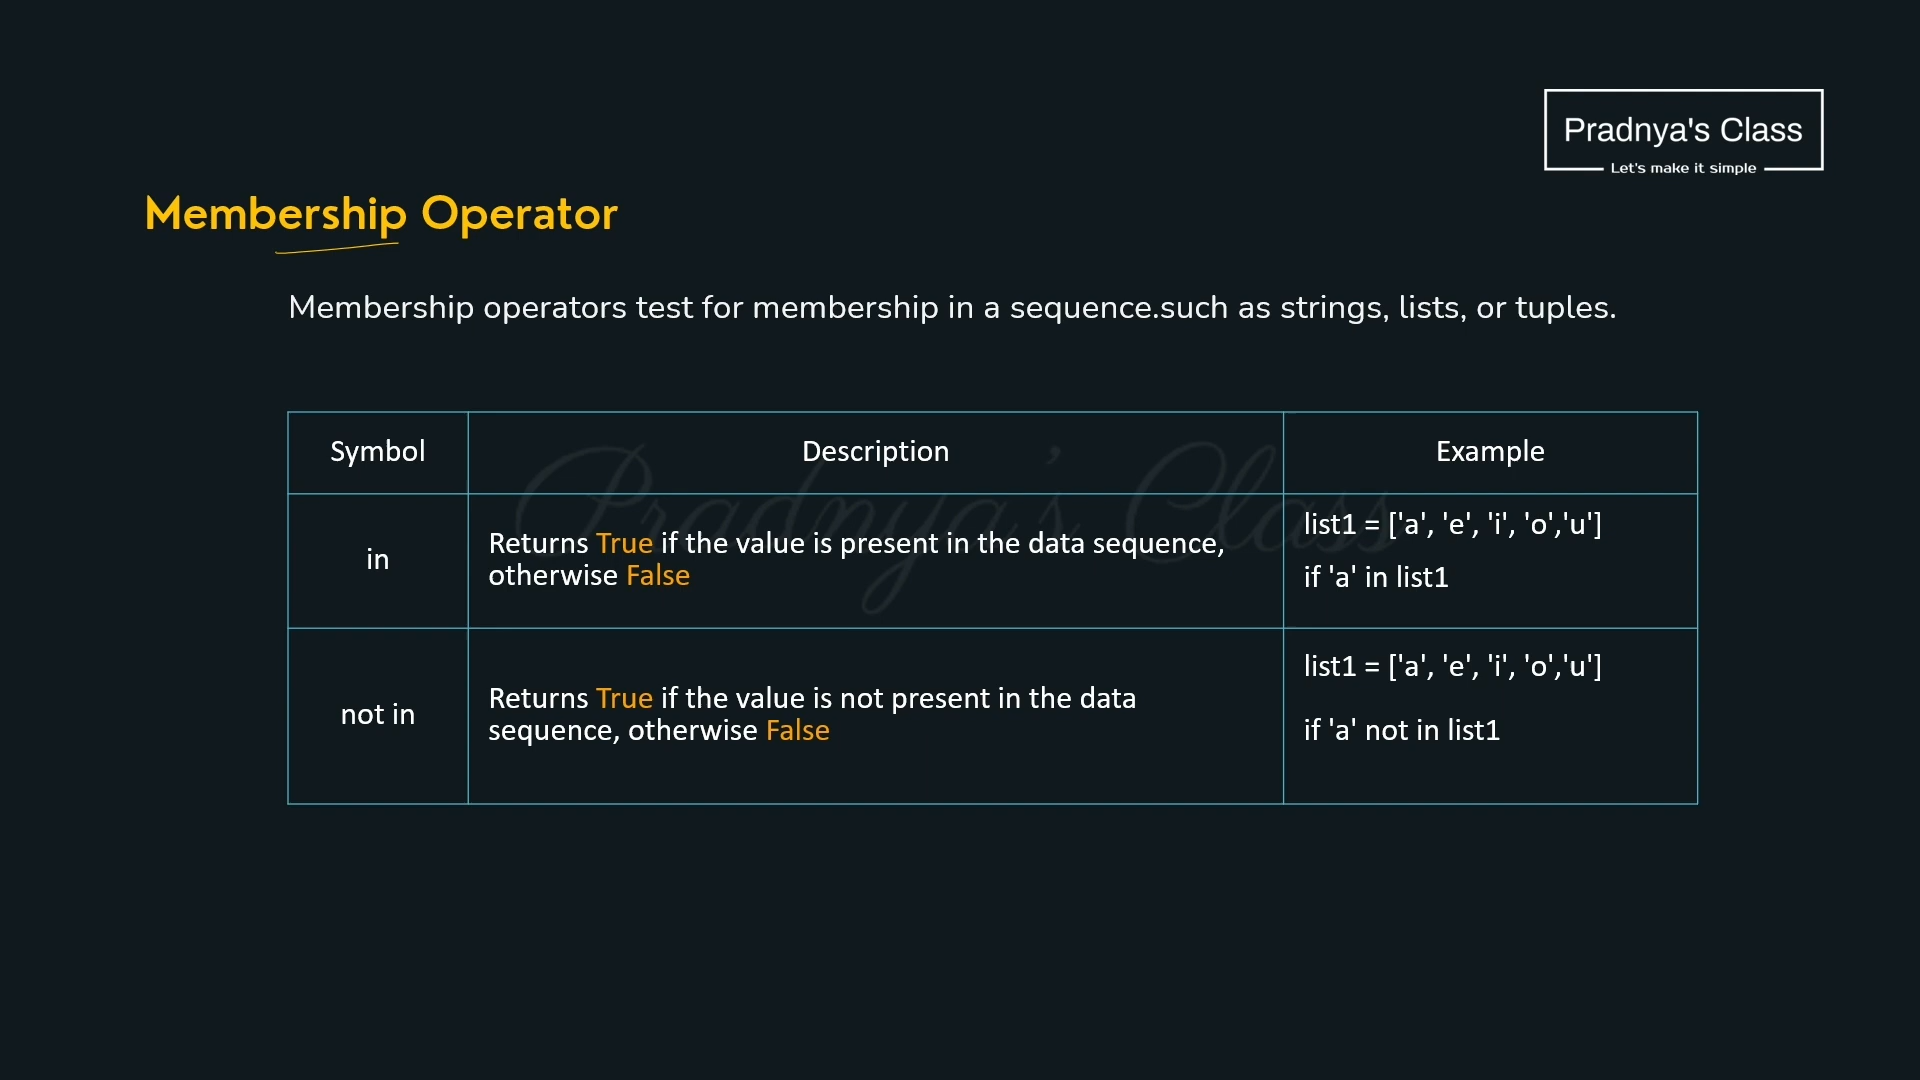 Pradnya's Class
Let's make it simple
Membership Operator
Membership operators test for membership in a sequence.such as strings, lists, or tuples.
Symbol
Description
Example
in
Returns True if the value is present in the data sequence,
otherwise False
list1 = ['a', 'e', 'i', 'o','u']
if 'a' in list1
not in
Returns True if the value is not present in the data
sequence, otherwise False
list1 = ['a', 'e', 'i', 'o','u']
if 'a' not in list1
Pradnya's Class